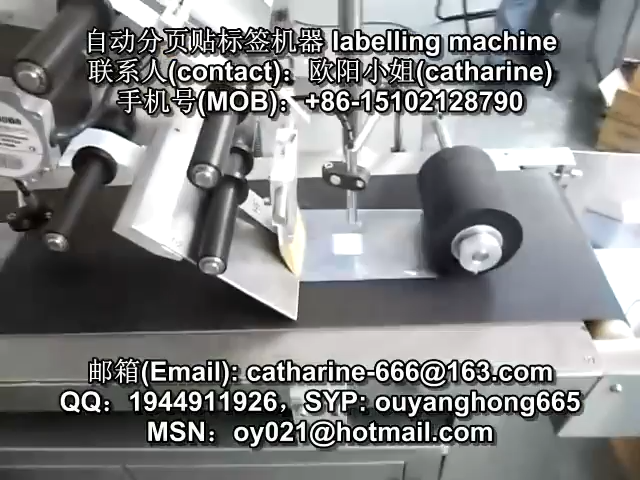 自动分页贴标签机器 labelling machine
联系人(contact)：欧阳小姐(catharine)
手机号(MOB)：+86-15102128790
邮箱(Email): catharine-666@163.com
QQ：1944911926，SYP: ouyanghong665
MSN：oy021@hotmail.com